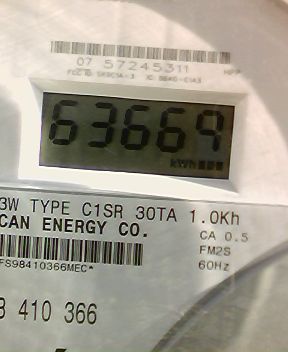 07 57245311
63669
kWh
3W TYPE C1SR 30TA 1.0Kh
CAN ENERGY CO.
CA 0.5
FM2S
60Hz
FS98410366MEC*
410 366